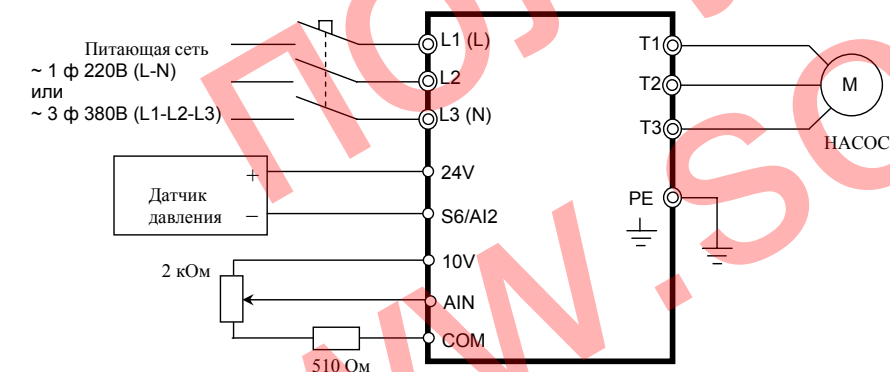 Питающая сеть
~ 1 ф 220В (L-N)
или
~ 3 ф 380В (L1-L2-L3)
L1 (L)
L2
L3 (N)
T1
T2
T3
M
НАСОС
PE
Датчик
давления
+
–
24V
S6/AI2
2 кОм
10V
AIN
COM
510 Ом